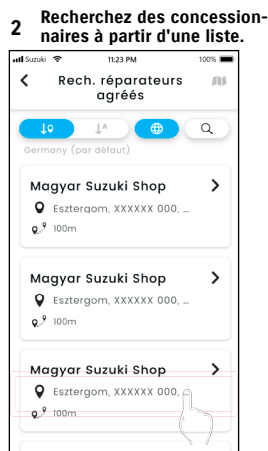 2 Recherchez des concession-
naires à partir d'une liste.
Suzuki 11:23 PM 100%
Rech. réparateurs
agréés
A
Germany (par défaut)
Magyar Suzuki Shop
Esztergom, XXXXXX 000, ...
100m
Magyar Suzuki Shop
Esztergom, XXXXXX 000, ...
100m
Magyar Suzuki Shop
Esztergom, XXXXXX 000,
100m